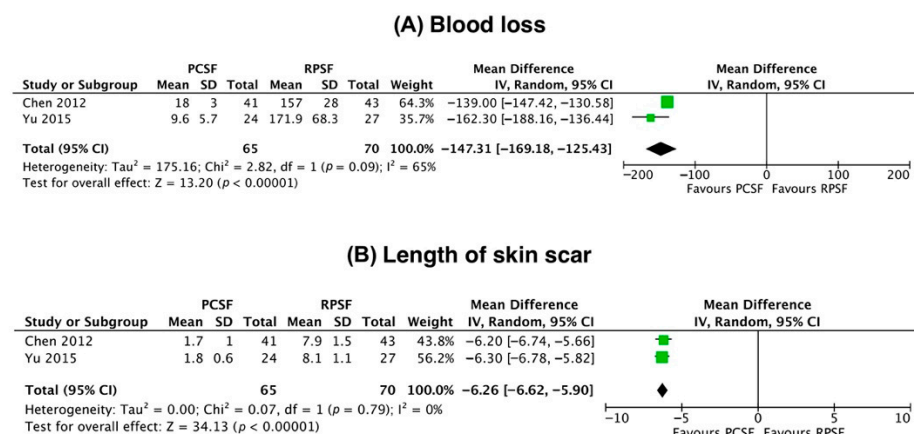 (A) Blood loss
PCSF RPSF Mean Difference Mean Difference
Study or Subgroup Mean SD Total Mean SD Total Weight IV, Random, 95% CI IV, Random, 95% CI
Chen 2012 18 3 41 157 28 43 64.3% −139.00 [−147.42, −130.58]
Yu 2015 9.6 5.7 24 171.9 68.3 27 35.7% −162.30 [−188.16, −136.44]
Total (95% CI) 65 70 100.0% −147.31 [−169.18, −125.43]
Heterogeneity: Tau² = 175.16; Chi² = 2.82, df = 1 (p = 0.09); I² = 65%
Test for overall effect: Z = 13.20 (p < 0.00001)
−200 −100 0 100 200
Favours PCSF Favours RPSF
(B) Length of skin scar
PCSF RPSF Mean Difference Mean Difference
Study or Subgroup Mean SD Total Mean SD Total Weight IV, Random, 95% CI IV, Random, 95% CI
Chen 2012 1.7 1 41 7.9 1.5 43 43.8% −6.20 [−6.74, −5.66]
Yu 2015 1.8 0.6 24 8.1 1.1 27 56.2% −6.30 [−6.78, −5.82]
Total (95% CI) 65 70 100.0% −6.26 [−6.62, −5.90]
Heterogeneity: Tau² = 0.00; Chi² = 0.07, df = 1 (p = 0.79); I² = 0%
Test for overall effect: Z = 34.13 (p < 0.00001)
−10 −5 0 5 10
Favours PCSF Favours RPSF